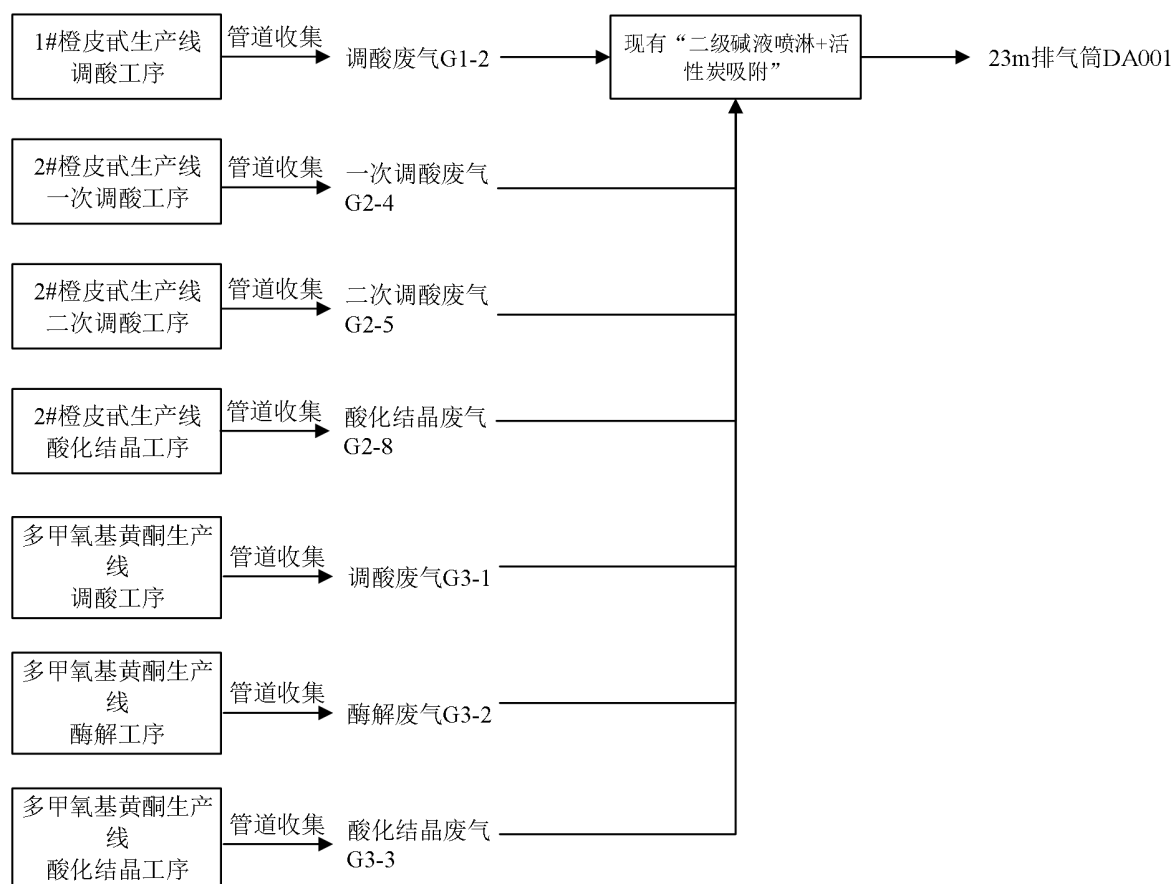 1#橙皮甙生产线
调酸工序
管道收集
调酸废气G1-2
现有“二级碱液喷淋+活
性炭吸附”
23m排气筒DA001
2#橙皮甙生产线
一次调酸工序
管道收集
一次调酸废气
G2-4
2#橙皮甙生产线
二次调酸工序
管道收集
二次调酸废气
G2-5
2#橙皮甙生产线
酸化结晶工序
管道收集
酸化结晶废气
G2-8
多甲氧基黄酮生产
线
调酸工序
管道收集
调酸废气G3-1
多甲氧基黄酮生产
线
酶解工序
管道收集
酶解废气G3-2
多甲氧基黄酮生产
线
酸化结晶工序
管道收集
酸化结晶废气
G3-3